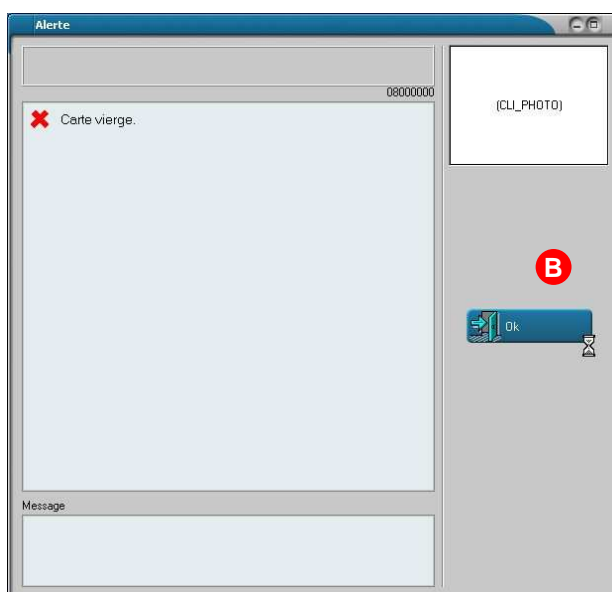 Alerte
08000000
(CLI_PHOTO)
Carte vierge.
B
Ok
Message